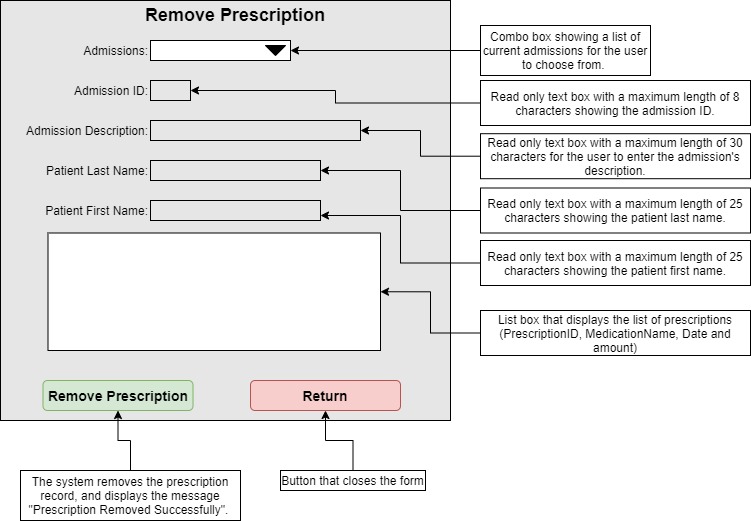 Remove Prescription
Admissions:
Combo box showing a list of
current admissions for the user
to choose from.
Admission ID:
Read only text box with a maximum length of 8
characters showing the admission ID.
Admission Description:
Read only text box with a maximum length of 30
characters for the user to enter the admission's
description.
Patient Last Name:
Read only text box with a maximum length of 25
characters showing the patient last name.
Patient First Name:
Read only text box with a maximum length of 25
characters showing the patient first name.
List box that displays the list of prescriptions
(PrescriptionID, MedicationName, Date and
amount)
Remove Prescription
Return
The system removes the prescription
record, and displays the message
"Prescription Removed Successfully".
Button that closes the form